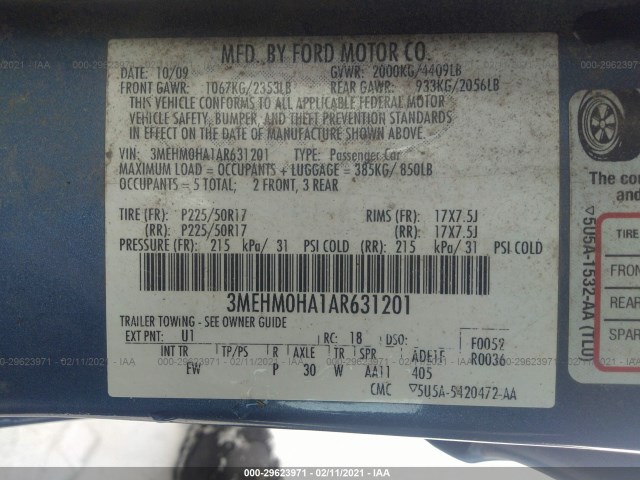 MFD. BY FORD MOTOR CO.
DATE: 10/09 GVWR: 2000KG/4409LB
FRONT GAWR: 1067KG/2353LB REAR GAWR: 933KG/2056LB
THIS VEHICLE CONFORMS TO ALL APPLICABLE FEDERAL MOTOR
VEHICLE SAFETY, BUMPER, AND THEFT PREVENTION STANDARDS
IN EFFECT ON THE DATE OF MANUFACTURE SHOWN ABOVE.
VIN: 3MEHM0HA1AR631201 TYPE: Passenger Car
MAXIMUM LOAD = OCCUPANTS + LUGGAGE = 385KG/850LB
OCCUPANTS = 5 TOTAL; 2 FRONT, 3 REAR
TIRE (FR): P225/50R17 RIMS (FR): 17X7.5J
(RR): P225/50R17 (RR): 17X7.5J
PRESSURE (FR): 215 kPa/ 31 PSI COLD (RR): 215 kPa/ 31 PSI COLD
3MEHM0HA1AR631201
TRAILER TOWING - SEE OWNER GUIDE
EXT PNT: U1 RC: 18 DSO: F0052
INT TR TP/PS R AXLE TR SPR ADE1F R0036
EW P 30 W AA11 405
CMC ▽5U5A-5420472-AA
▽5U5A-1532-AA (TLO)
The co
and
TIRE
FRON
REAR
SPAR
000-29623971 - 02/11/2021 - IAA